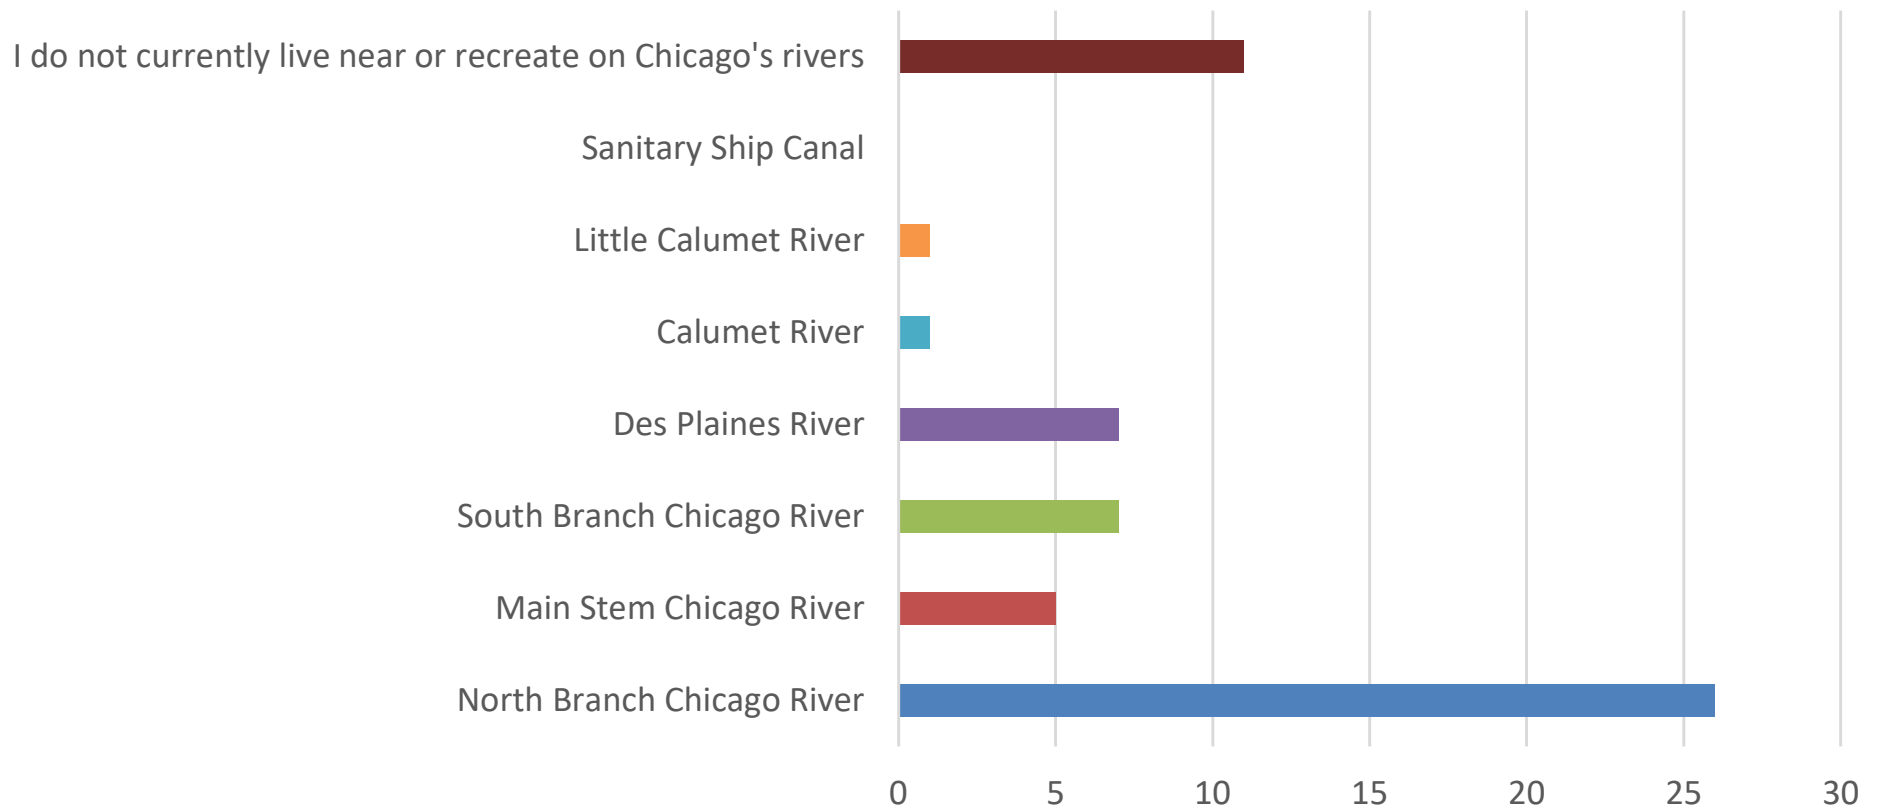 I do not currently live near or recreate on Chicago's rivers
Sanitary Ship Canal
Little Calumet River
Calumet River
Des Plaines River
South Branch Chicago River
Main Stem Chicago River
North Branch Chicago River
0 5 10 15 20 25 30